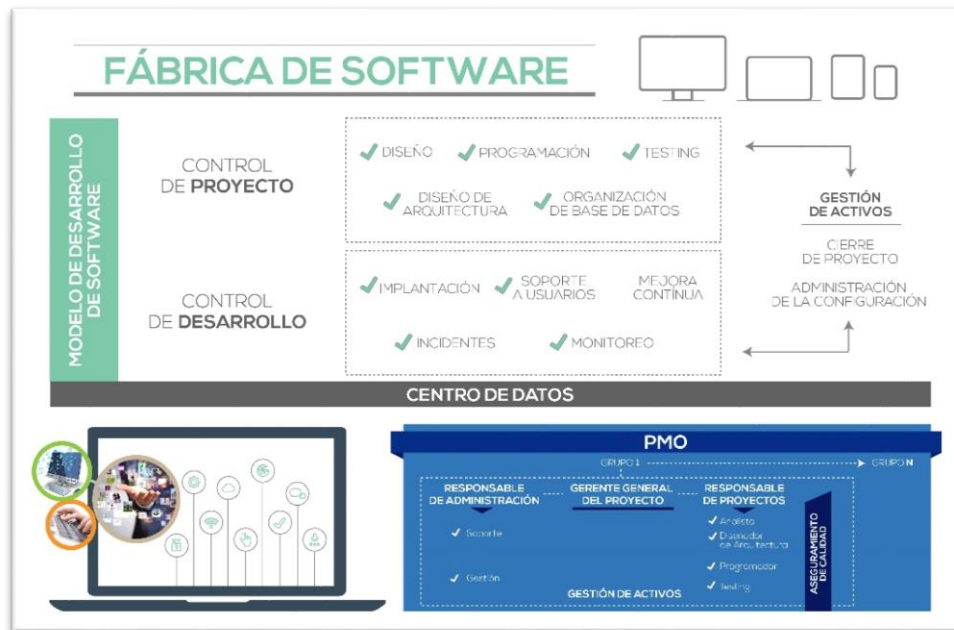 FÁBRICA DE SOFTWARE
MODELO DE DESARROLLO
DE SOFTWARE
CONTROL
DE PROYECTO
DISEÑO
PROGRAMACIÓN
TESTING
DISEÑO DE
ARQUITECTURA
ORGANIZACIÓN
DE BASE DE DATOS
CONTROL
DE DESARROLLO
IMPLANTACIÓN
SOPORTE
A USUARIOS
MEJORA
CONTÍNUA
INCIDENTES
MONITOREO
GESTIÓN
DE ACTIVOS
CIERRE
DE PROYECTO
ADMINISTRACIÓN
DE LA CONFIGURACIÓN
CENTRO DE DATOS
PMO
GRUPO 1
GRUPO N
RESPONSABLE
DE ADMINISTRACIÓN
Soporte
Gestión
GERENTE GENERAL
DEL PROYECTO
RESPONSABLE
DE PROYECTOS
Analista
Diseñador
de Arquitectura
Programador
Testing
GESTIÓN DE ACTIVOS
ASEGURAMIENTO
DE CALIDAD